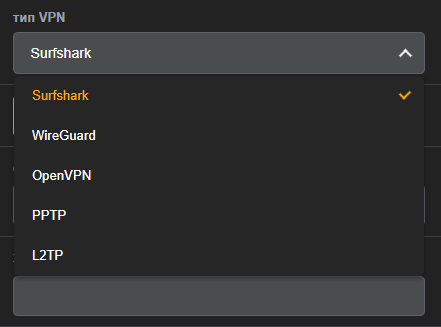 тип VPN
Surfshark
Surfshark
WireGuard
OpenVPN
PPTP
L2TP